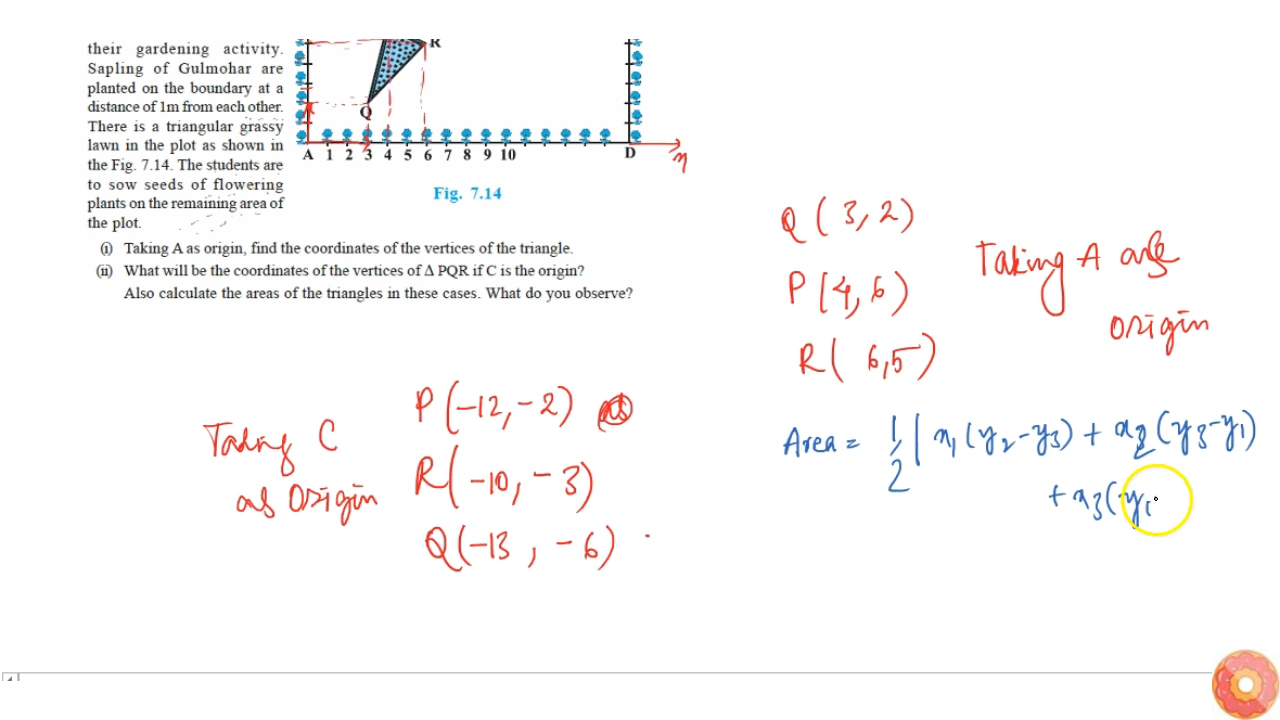 their gardening activity.
Sapling of Gulmohar are
planted on the boundary at a
distance of 1m from each other.
There is a triangular grassy
lawn in the plot as shown in
the Fig. 7.14. The students are
to sow seeds of flowering
plants on the remaining area of
the plot.
R
Q
A 1 2 3 4 5 6 7 8 9 10 D
x
Fig. 7.14
(i) Taking A as origin, find the coordinates of the vertices of the triangle.
(ii) What will be the coordinates of the vertices of Δ PQR if C is the origin?
Also calculate the areas of the triangles in these cases. What do you observe?
Q (3,2)
P(4,6)
R(6,5)
Taking A as
origin
Taking C
as origin
P(-12,-2)
R(-10,-3)
Q(-13, -6)
Area = 1/2 | x1(y2-y3) + x2(y3-y1)
+ x3(y1